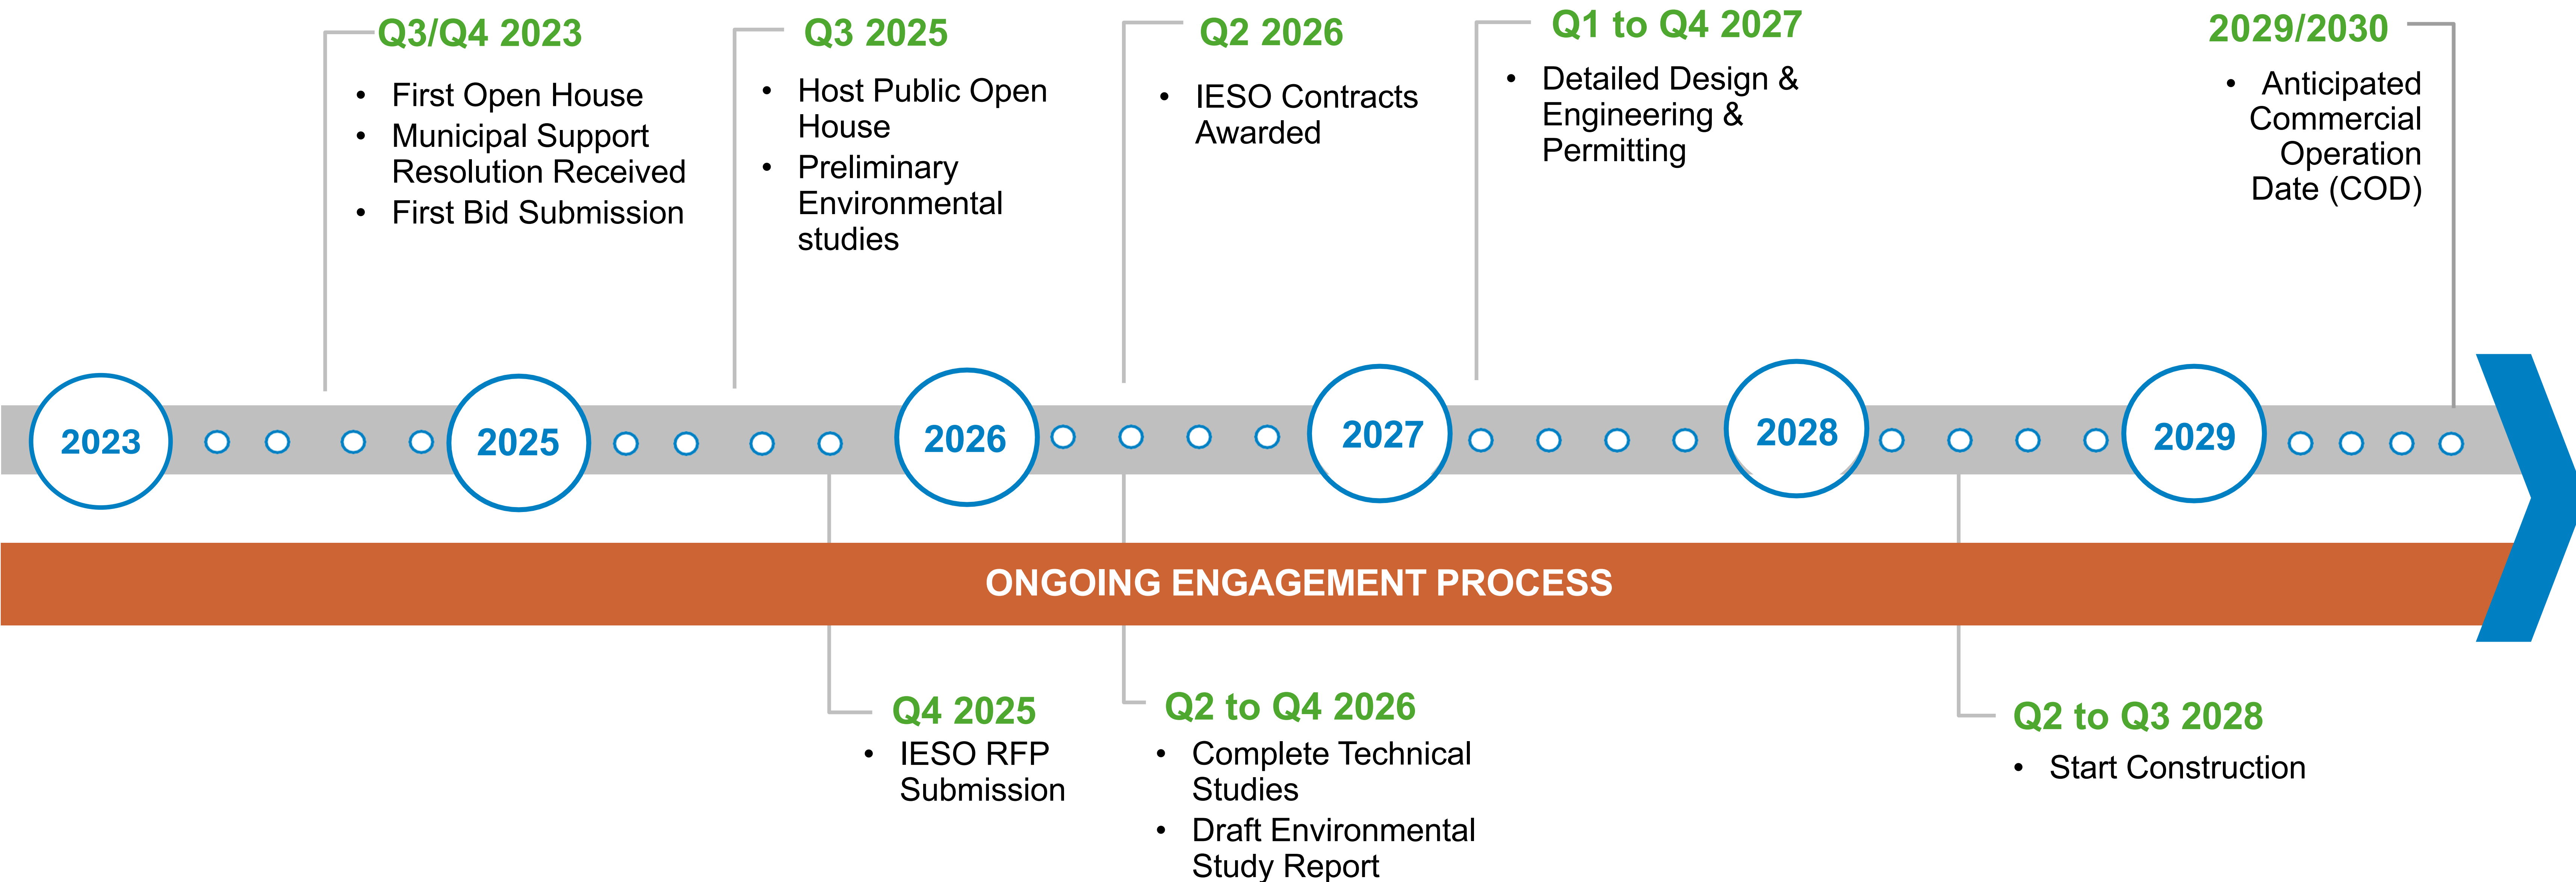 Q3/Q4 2023
• First Open House
• Municipal Support
Resolution Received
• First Bid Submission
Q3 2025
• Host Public Open
House
• Preliminary
Environmental
studies
Q2 2026
• IESO Contracts
Awarded
Q1 to Q4 2027
• Detailed Design &
Engineering &
Permitting
2029/2030
• Anticipated
Commercial
Operation
Date (COD)
2023
2025
2026
2027
2028
2029
ONGOING ENGAGEMENT PROCESS
Q4 2025
• IESO RFP
Submission
Q2 to Q4 2026
• Complete Technical
Studies
• Draft Environmental
Study Report
Q2 to Q3 2028
• Start Construction